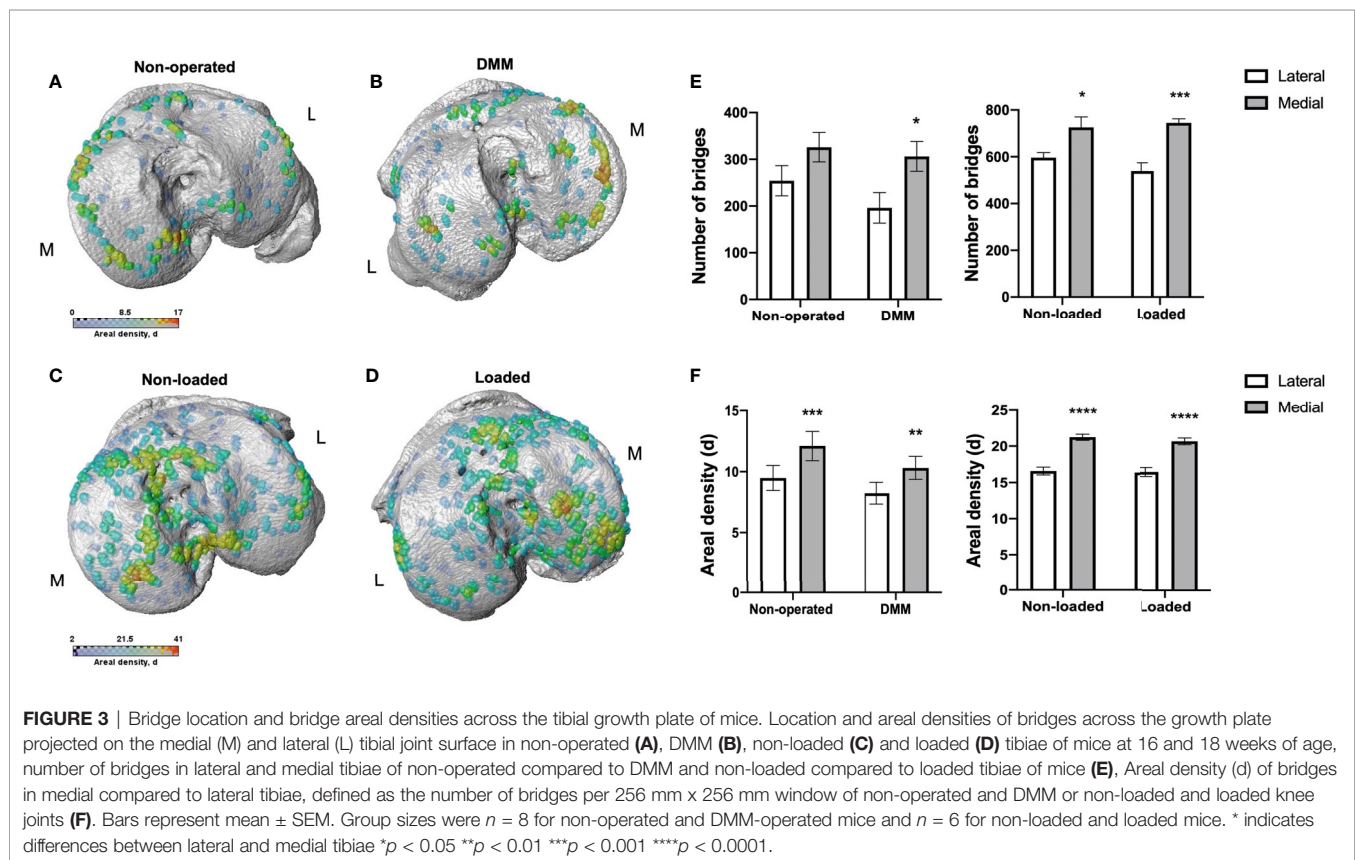 A
Non-operated
L
M
0 8.5 17
Areal density, d
B
DMM
M
L
C
Non-loaded
L
M
2 21.5 41
Areal density, d
D
Loaded
M
L
E
Number of bridges
400
300
200
100
0
*
Non-operated DMM
Number of bridges
800
600
400
200
0
* ***
Non-loaded Loaded
Lateral
Medial
F
Areal density (d)
15
10
5
0
*** **
Non-operated DMM
Areal density (d)
25
20
15
10
5
0
**** ****
Non-loaded Loaded
Lateral
Medial
FIGURE 3 | Bridge location and bridge areal densities across the tibial growth plate of mice. Location and areal densities of bridges across the growth plate
projected on the medial (M) and lateral (L) tibial joint surface in non-operated (A), DMM (B), non-loaded (C) and loaded (D) tibiae of mice at 16 and 18 weeks of age,
number of bridges in lateral and medial tibiae of non-operated compared to DMM and non-loaded compared to loaded tibiae of mice (E), Areal density (d) of bridges
in medial compared to lateral tibiae, defined as the number of bridges per 256 mm x 256 mm window of non-operated and DMM or non-loaded and loaded knee
joints (F). Bars represent mean ± SEM. Group sizes were n = 8 for non-operated and DMM-operated mice and n = 6 for non-loaded and loaded mice. * indicates
differences between lateral and medial tibiae *p < 0.05 **p < 0.01 ***p < 0.001 ****p < 0.0001.